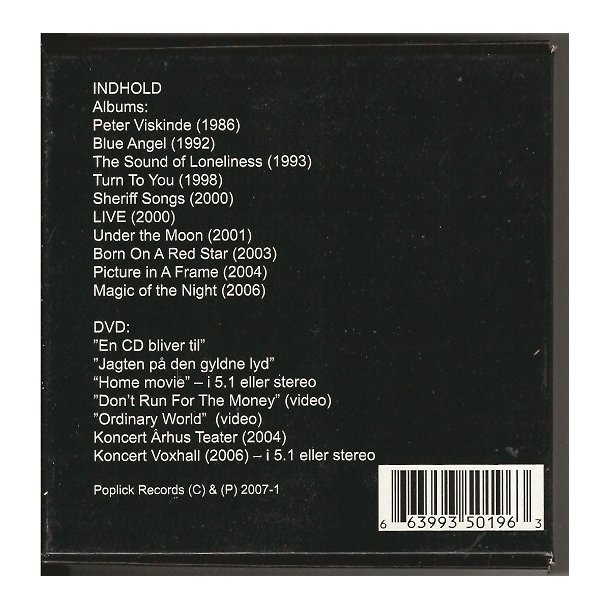 INDHOLD
Albums:
Peter Viskinde (1986)
Blue Angel (1992)
The Sound of Loneliness (1993)
Turn To You (1998)
Sheriff Songs (2000)
LIVE (2000)
Under the Moon (2001)
Born On A Red Star (2003)
Picture in A Frame (2004)
Magic of the Night (2006)
DVD:
"En CD bliver til"
"Jagten på den gyldne lyd"
"Home movie" – i 5.1 eller stereo
"Don't Run For The Money" (video)
"Ordinary World" (video)
Koncert Århus Teater (2004)
Koncert Voxhall (2006) – i 5.1 eller stereo
Poplick Records (C) & (P) 2007-1
6 63993 50196 3